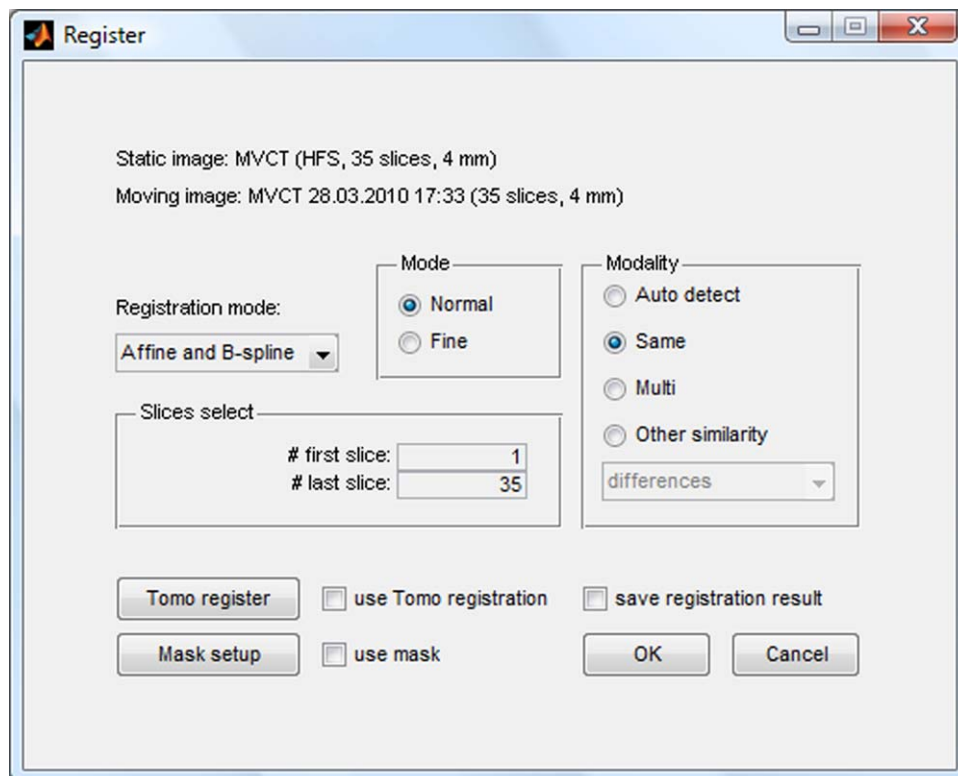 Register
Static image: MVCT (HFS, 35 slices, 4 mm)
Moving image: MVCT 28.03.2010 17:33 (35 slices, 4 mm)
Registration mode:
Affine and B-spline
Mode
Normal
Fine
Modality
Auto detect
Same
Multi
Other similarity
differences
Slices select
# first slice: 1
# last slice: 35
Tomo register
use Tomo registration
save registration result
Mask setup
use mask
OK
Cancel